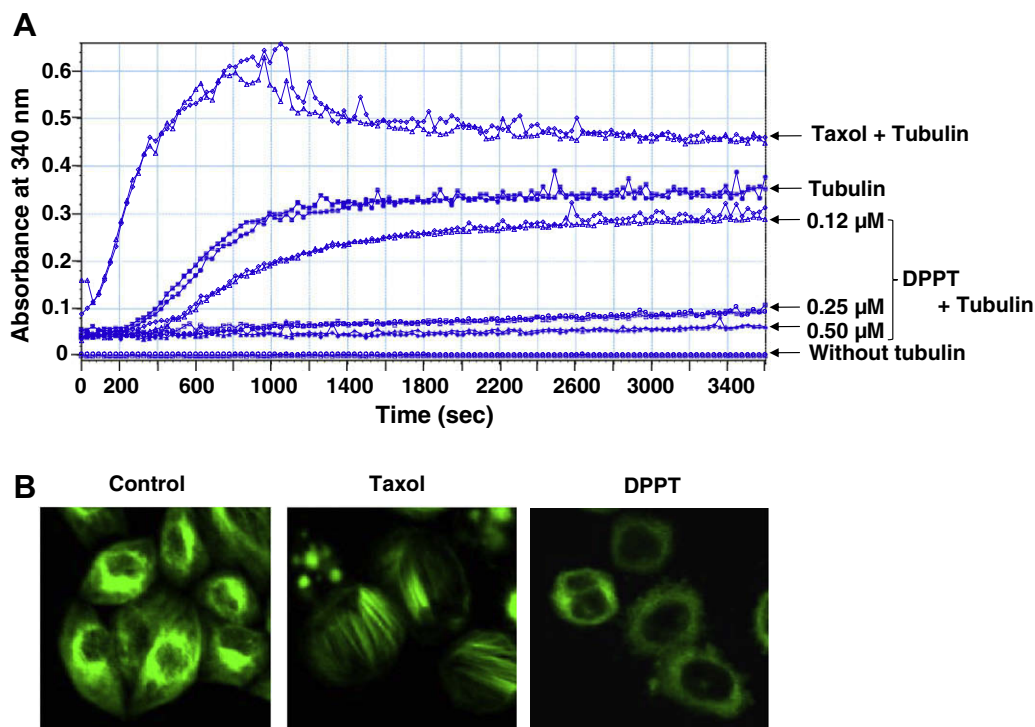 A
Absorbance at 340 nm
0.6
0.5
0.4
0.3
0.2
0.1
0
0 200 600 1000 1400 1800 2200 2600 3000 3400
Time (sec)
Taxol + Tubulin
Tubulin
0.12 µM
0.25 µM
0.50 µM
DPPT
+ Tubulin
Without tubulin
B
Control Taxol DPPT